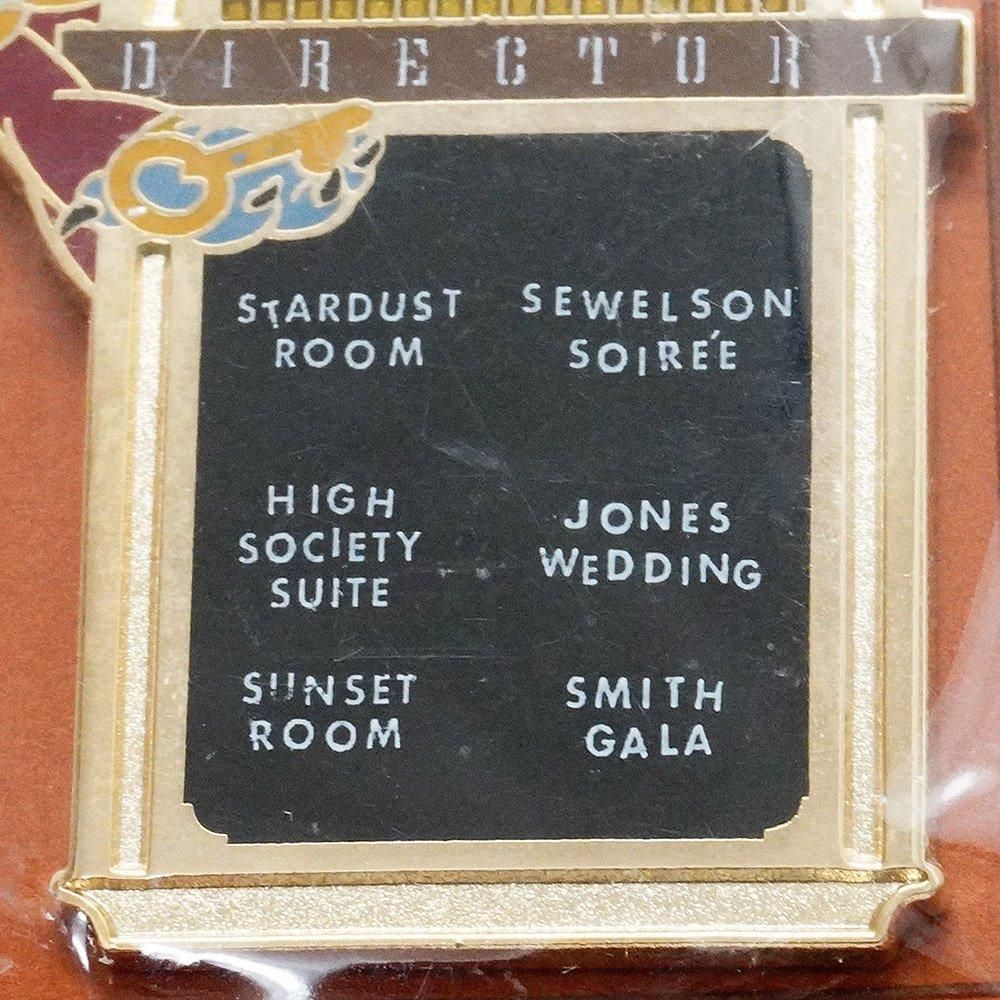 DIRECTORY
STARDUST
ROOM
SEWELSON
SOIRÉE
HIGH
SOCIETY
SUITE
JONES
WEDDING
SUNSET
ROOM
SMITH
GALA